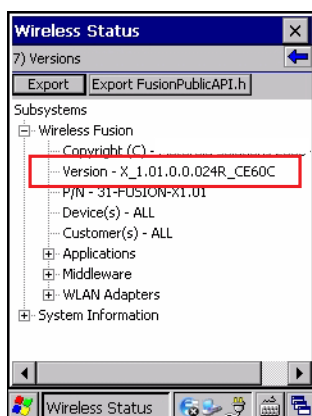 Wireless Status
7) Versions
Export Export FusionPublicAPI.h
Subsystems
Wireless Fusion
Copyright (C) -
Version - X_1.01.0.0.024R_CE60C
P/N - 31-FUSION-X1.01
Device(s) - ALL
Customer(s) - ALL
Applications
Middleware
WLAN Adapters
System Information
Wireless Status